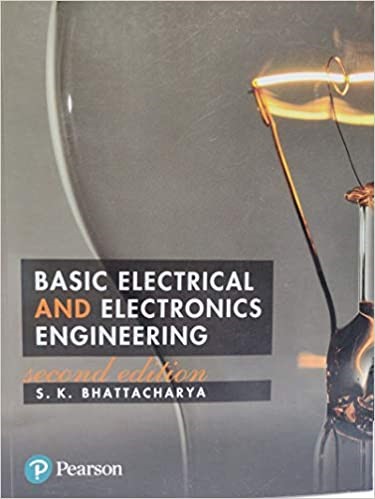 BASIC ELECTRICAL
AND ELECTRONICS
ENGINEERING
second edition
S. K. BHATTACHARYA
Pearson